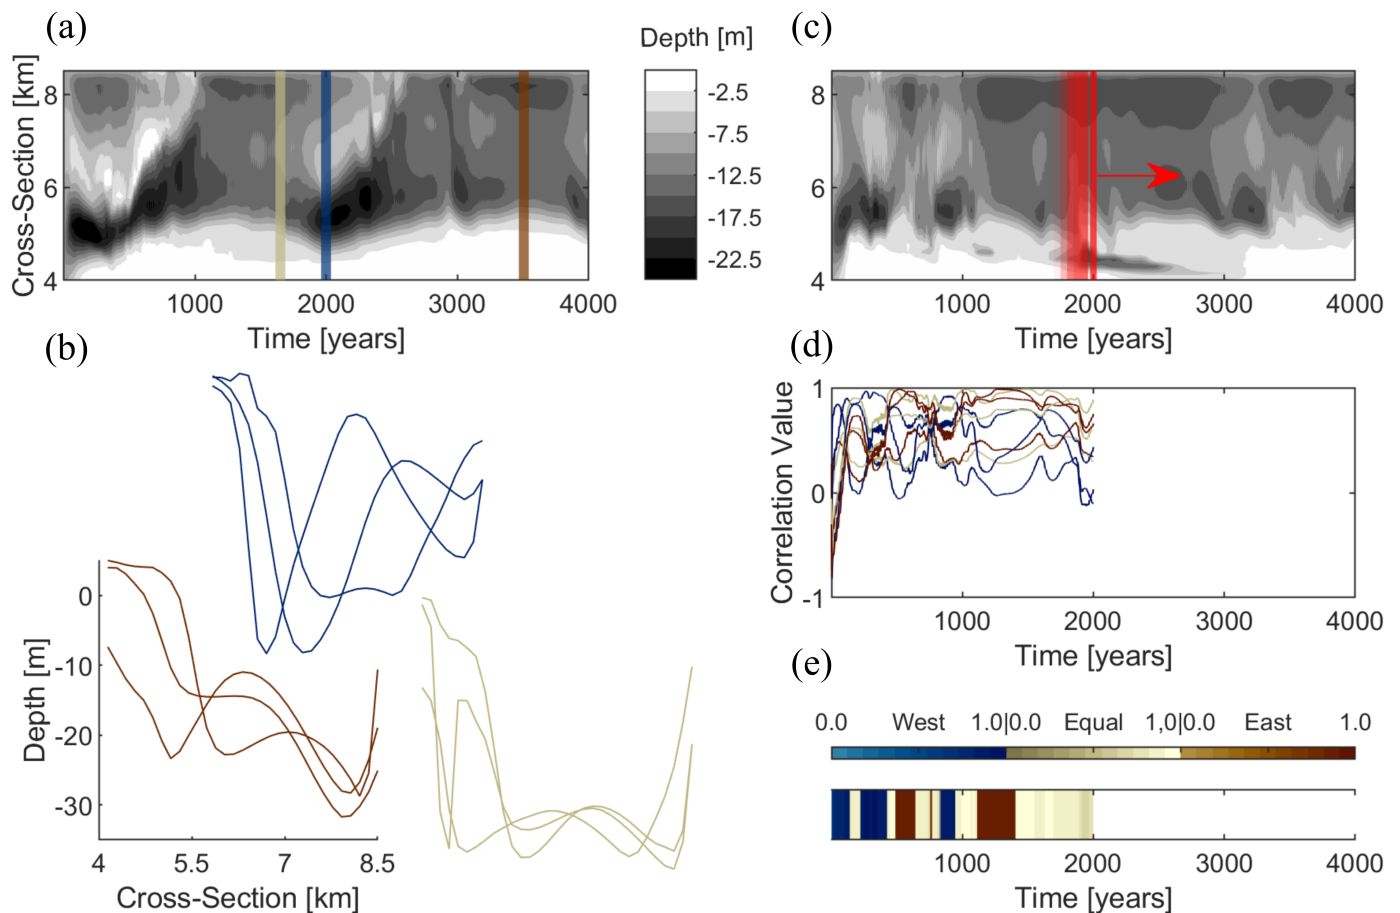 (a)
Cross-Section [km]
8
6
4
1000 2000 3000 4000
Time [years]
Depth [m]
-2.5
-7.5
-12.5
-17.5
-22.5
(c)
8
6
4
1000 2000 3000 4000
Time [years]
(b)
Depth [m]
0
-10
-20
-30
4 5.5 7 8.5
Cross-Section [km]
(d)
Correlation Value
1
0
-1
1000 2000 3000 4000
Time [years]
(e)
0.0 West 1.0|0.0 Equal 1,0|0.0 East 1.0
1000 2000 3000 4000
Time [years]